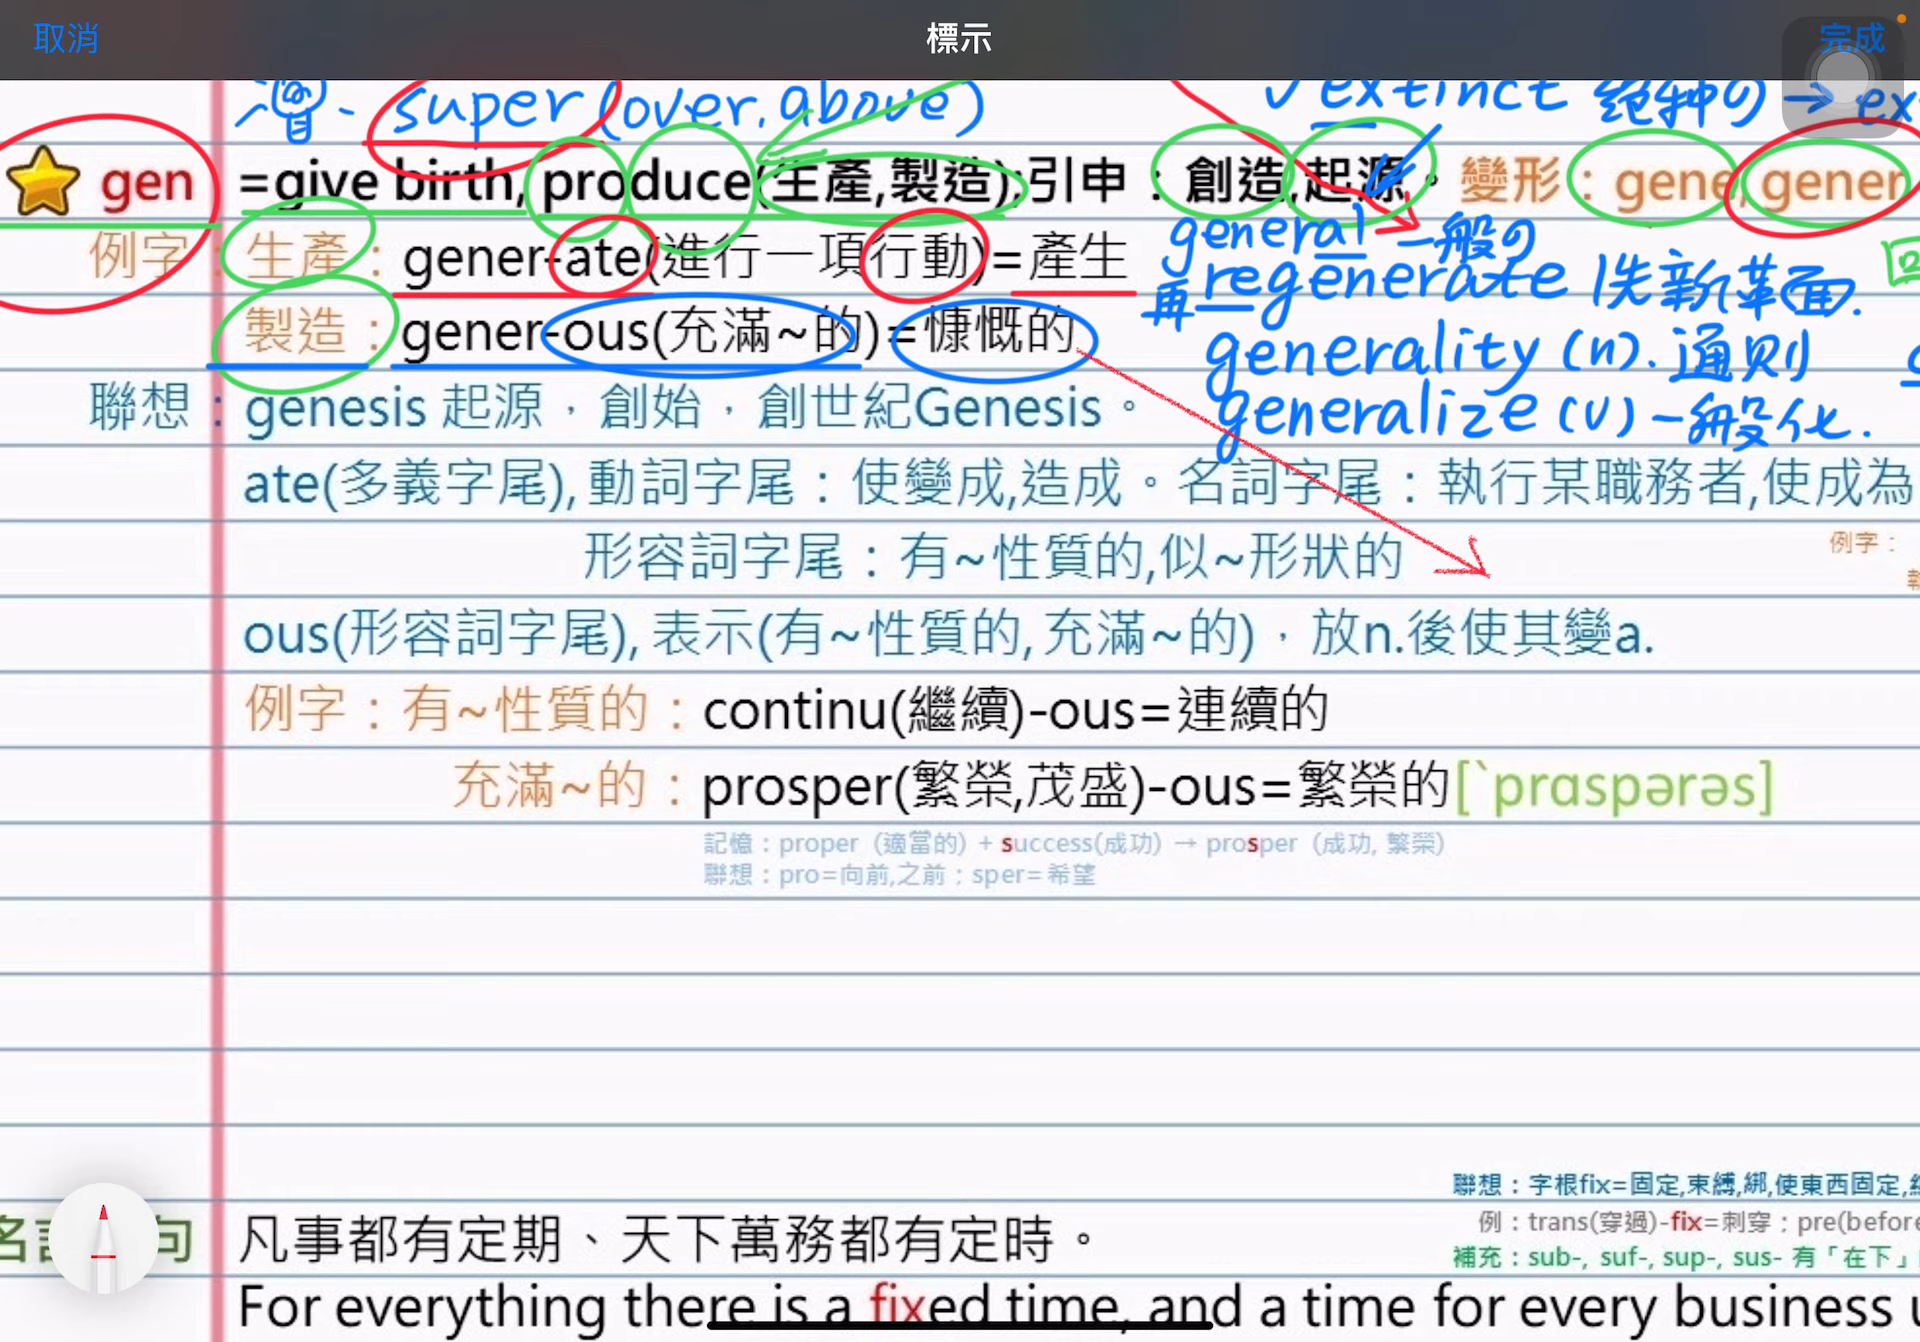 取消 標示 完成
super (over, above) ✓ extinct 絕種の → ex
gen =give birth, produce(生產,製造);引申：創造,起源。變形：gene, gener
general 一般の
例字：生產：gener-ate(進行一項行動)=產生
再 regenerate 洗新革面. 回
製造：gener-ous(充滿~的)=慷慨的
generality (n). 通則
聯想：genesis 起源，創始，創世紀Genesis。
generalize (v) 一般化.
ate(多義字尾), 動詞字尾：使變成,造成。名詞字尾：執行某職務者,使成為
形容詞字尾：有~性質的,似~形狀的
例字：
ous(形容詞字尾), 表示(有~性質的, 充滿~的)，放n.後使其變a.
例字：有~性質的：continu(繼續)-ous=連續的
充滿~的：prosper(繁榮,茂盛)-ous=繁榮的[`prɑspərəs]
記憶：proper (適當的) + success(成功) → prosper (成功, 繁榮)
聯想：pro=向前,之前；sper=希望
聯想：字根fix=固定,束縛,綁,使東西固定,
例：trans(穿過)-fix=刺穿；pre(before
補充：sub-, suf-, sup-, sus- 有「在下」
名 句 凡事都有定期、天下萬務都有定時。
For everything there is a fixed time, and a time for every business